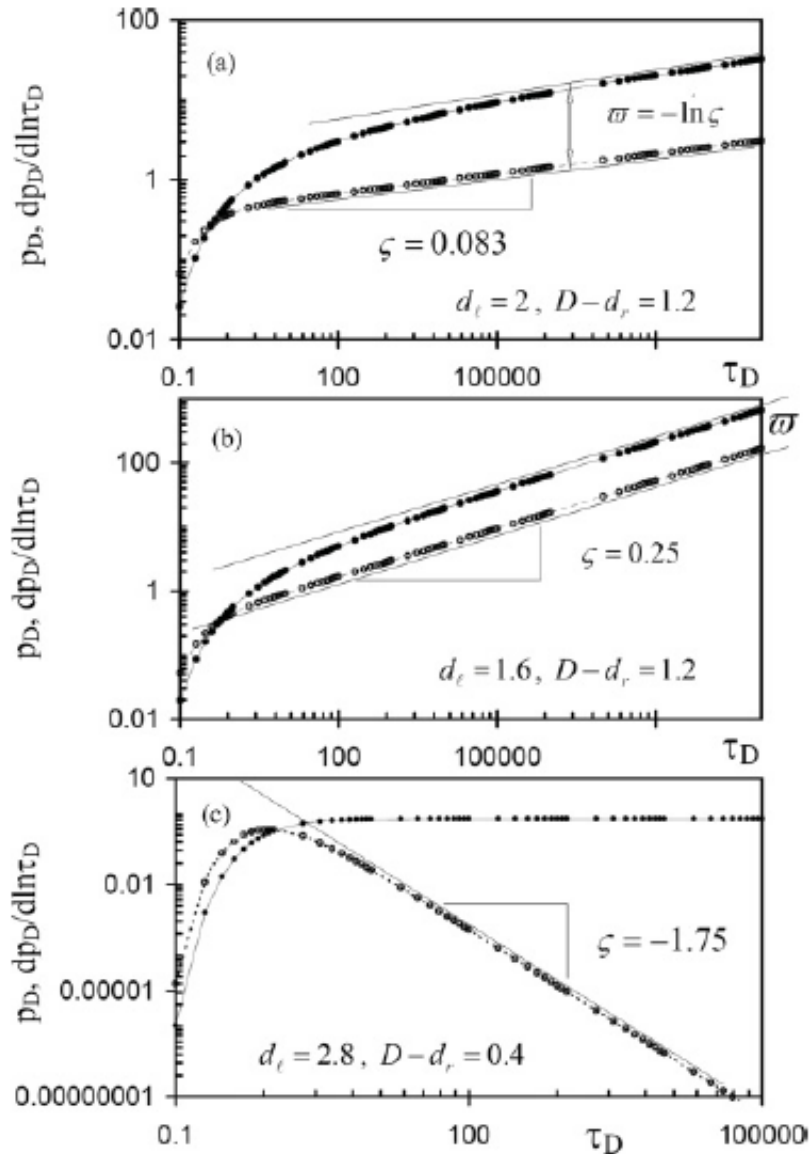 100
(a)
ϖ = −ln ς
1
ς = 0.083
d_ℓ = 2 , D − d_r = 1.2
0.01
0.1
100
100000
τ_D
p_D, dp_D/dlnτ_D
(b)
ϖ
100
ς = 0.25
1
d_ℓ = 1.6 , D − d_r = 1.2
0.01
0.1
100
100000
τ_D
p_D, dp_D/dlnτ_D
10
(c)
0.01
ς = −1.75
0.00001
d_ℓ = 2.8 , D − d_r = 0.4
0.00000001
0.1
100
τ_D
100000
p_D, dp_D/dlnτ_D